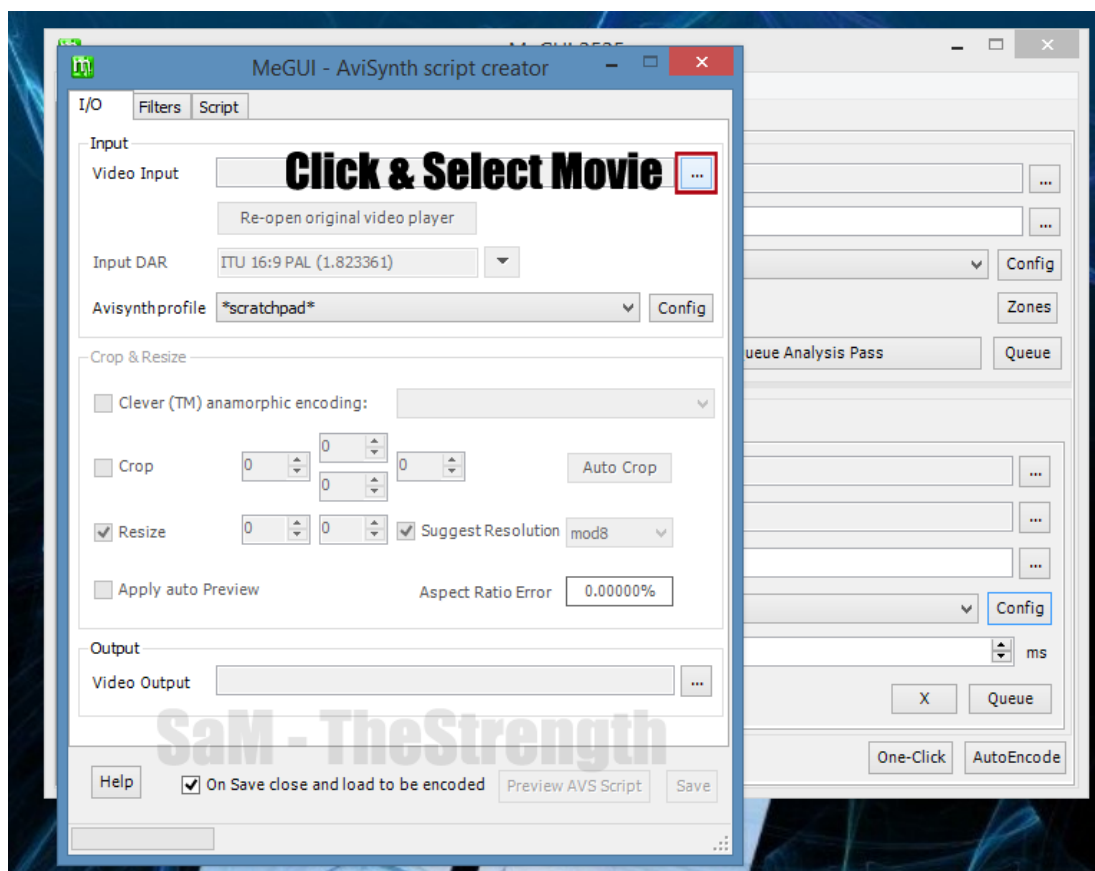 MeGUI - AviSynth script creator
I/O Filters Script
Input
Video Input Click & Select Movie ...
Re-open original video player
Input DAR ITU 16:9 PAL (1.823361)
Avisynthprofile *scratchpad* Config
Crop & Resize
Clever (TM) anamorphic encoding:
Crop 0 0 0 0 Auto Crop
Resize 0 0 Suggest Resolution mod8
Apply auto Preview Aspect Ratio Error 0.00000%
Output
Video Output ...
SaM - TheStrength
Help On Save close and load to be encoded Preview AVS Script Save
...
...
Config
Zones
ueue Analysis Pass Queue
...
...
...
Config
ms
X Queue
One-Click AutoEncode